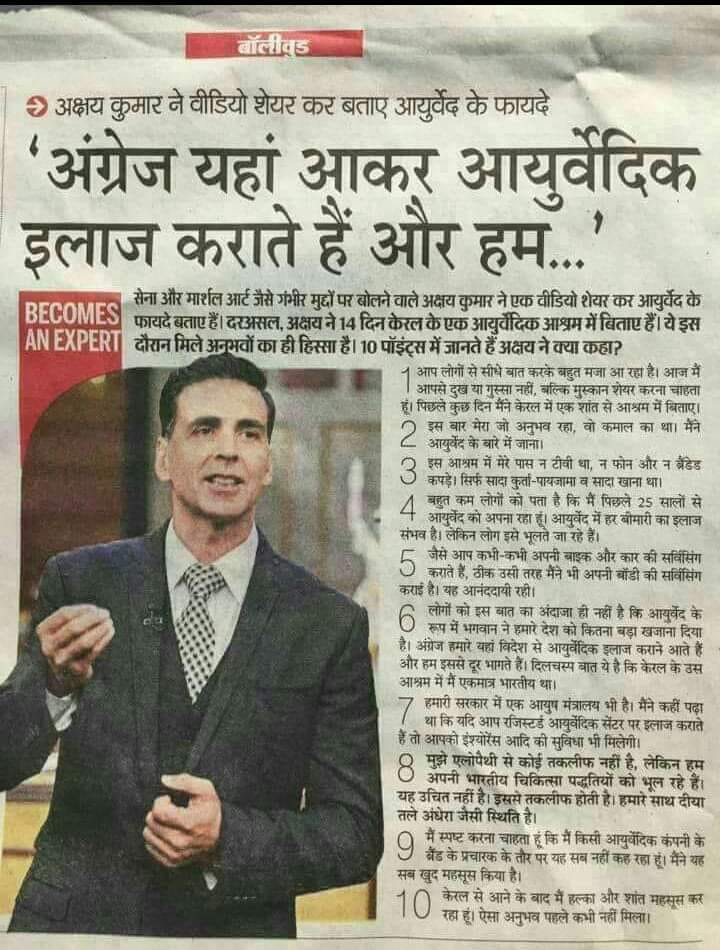 बॉलीवुड
अक्षय कुमार ने वीडियो शेयर कर बताए आयुर्वेद के फायदे
‘अंग्रेज यहां आकर आयुर्वेदिक
इलाज कराते हैं और हम...’
BECOMES
AN EXPERT
सेना और मार्शल आर्ट जैसे गंभीर मुद्दों पर बोलने वाले अक्षय कुमार ने एक वीडियो शेयर कर आयुर्वेद के
फायदे बताए हैं। दरअसल, अक्षय ने 14 दिन केरल के एक आयुर्वेदिक आश्रम में बिताए हैं। ये इस
दौरान मिले अनुभवों का ही हिस्सा है। 10 पॉइंट्स में जानते हैं अक्षय ने क्या कहा?
1 आप लोगों से सीधे बात करके बहुत मजा आ रहा है। आज मैं
आपसे दुख या गुस्सा नहीं, बल्कि मुस्कान शेयर करना चाहता
हूं। पिछले कुछ दिन मैंने केरल में एक शांत से आश्रम में बिताए।
2 इस बार मेरा जो अनुभव रहा, वो कमाल का था। मैंने
आयुर्वेद के बारे में जाना।
3 इस आश्रम में मेरे पास न टीवी था, न फोन और न ब्रैंडेड
कपड़े। सिर्फ सादा कुर्ता-पायजामा व सादा खाना था।
4 बहुत कम लोगों को पता है कि मैं पिछले 25 सालों से
आयुर्वेद को अपना रहा हूं। आयुर्वेद में हर बीमारी का इलाज
संभव है। लेकिन लोग इसे भूलते जा रहे हैं।
5 जैसे आप कभी-कभी अपनी बाइक और कार की सर्विसिंग
कराते हैं, ठीक उसी तरह मैंने भी अपनी बॉडी की सर्विसिंग
कराई है। यह आनंददायी रही।
6 लोगों को इस बात का अंदाजा ही नहीं है कि आयुर्वेद के
रूप में भगवान ने हमारे देश को कितना बड़ा खजाना दिया
है। अंग्रेज हमारे यहां विदेश से आयुर्वेदिक इलाज कराने आते हैं
और हम इससे दूर भागते हैं। दिलचस्प बात ये है कि केरल के उस
आश्रम में मैं एकमात्र भारतीय था।
7 हमारी सरकार में एक आयुष मंत्रालय भी है। मैंने कहीं पढ़ा
था कि यदि आप रजिस्टर्ड आयुर्वेदिक सेंटर पर इलाज कराते
हैं तो आपको इंश्योरेंस आदि की सुविधा भी मिलेगी।
8 मुझे एलोपैथी से कोई तकलीफ नहीं है, लेकिन हम
अपनी भारतीय चिकित्सा पद्धतियों को भूल रहे हैं।
यह उचित नहीं है। इससे तकलीफ होती है। हमारे साथ दीया
तले अंधेरा जैसी स्थिति है।
9 मैं स्पष्ट करना चाहता हूं कि मैं किसी आयुर्वेदिक कंपनी के
ब्रैंड के प्रचारक के तौर पर यह सब नहीं कह रहा हूं। मैंने यह
सब खुद महसूस किया है।
10 केरल से आने के बाद मैं हल्का और शांत महसूस कर
रहा हूं। ऐसा अनुभव पहले कभी नहीं मिला।